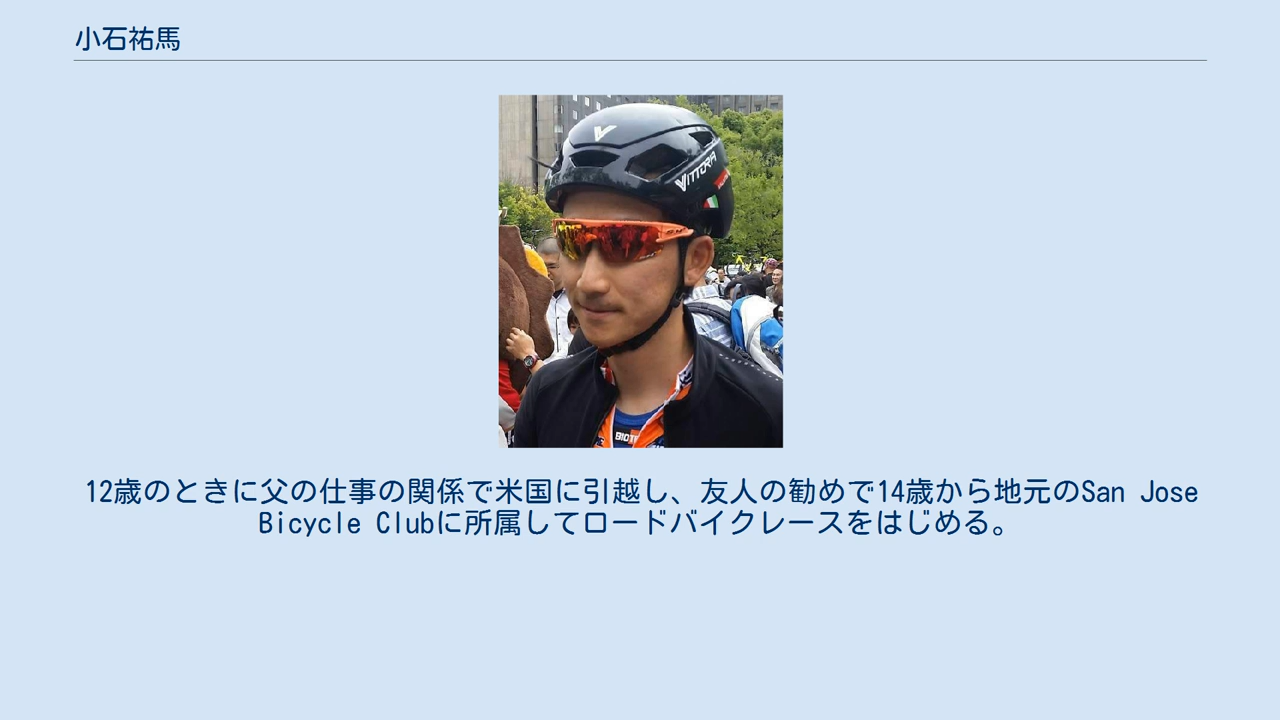 小石祐馬
VITTORIA
12歳のときに父の仕事の関係で米国に引越し、友人の勧めで14歳から地元のSan Jose
Bicycle Clubに所属してロードバイクレースをはじめる。